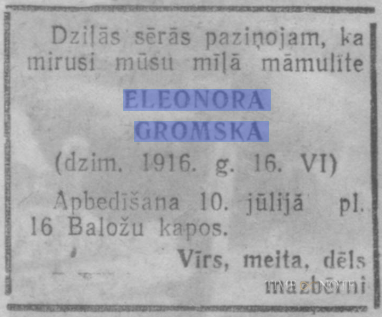 Dziļās sērās paziņojam, ka
mirusi mūsu mīļā māmulīte
ELEONORA
GROMSKA
(dzim. 1916. g. 16. VI)
Apbedīšana 10. jūlijā pl.
16 Baložu kapos.
Vīrs, meita, dēls
mazbērni